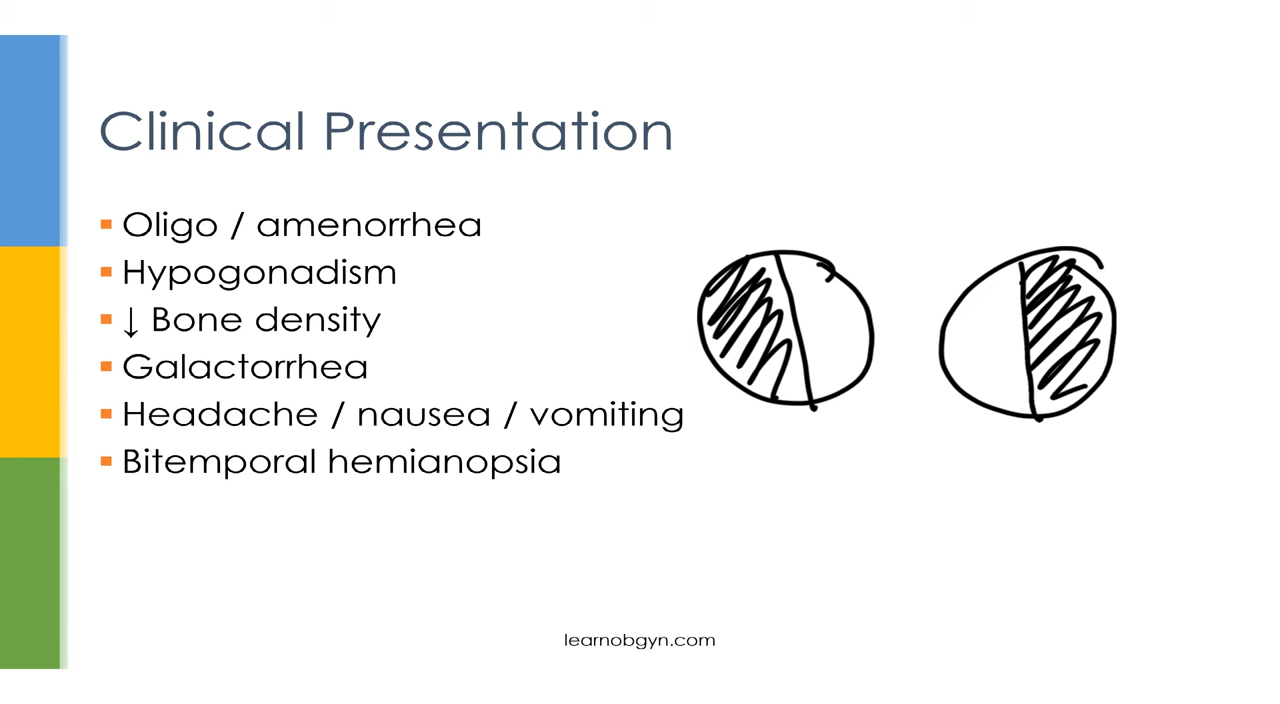 Clinical Presentation
Oligo / amenorrhea
Hypogonadism
↓ Bone density
Galactorrhea
Headache / nausea / vomiting
Bitemporal hemianopsia
learnobgyn.com